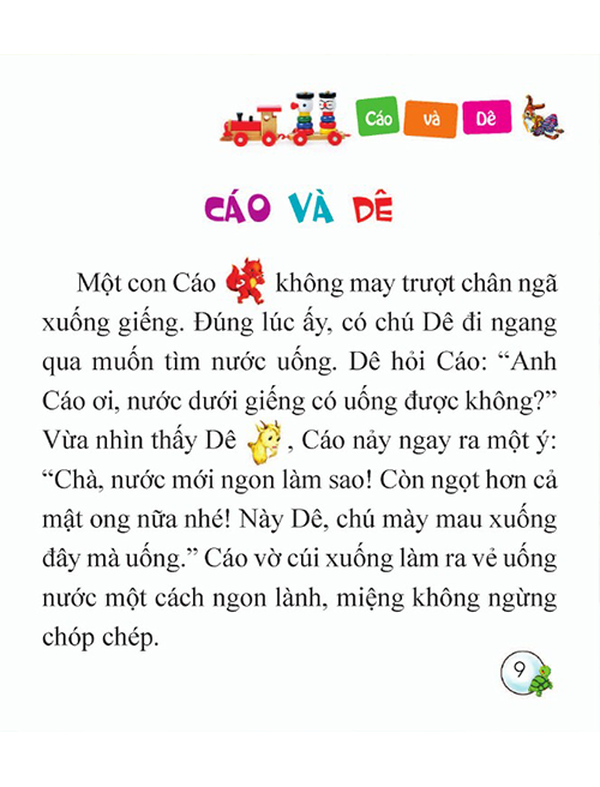 Cáo và Dê
CÁO VÀ DÊ
Một con Cáo không may trượt chân ngã
xuống giếng. Đúng lúc ấy, có chú Dê đi ngang
qua muốn tìm nước uống. Dê hỏi Cáo: “Anh
Cáo ơi, nước dưới giếng có uống được không?”
Vừa nhìn thấy Dê , Cáo nảy ngay ra một ý:
“Chà, nước mới ngon làm sao! Còn ngọt hơn cả
mật ong nữa nhé! Này Dê, chú mày mau xuống
đây mà uống.” Cáo vờ cúi xuống làm ra vẻ uống
nước một cách ngon lành, miệng không ngừng
chóp chép.
9